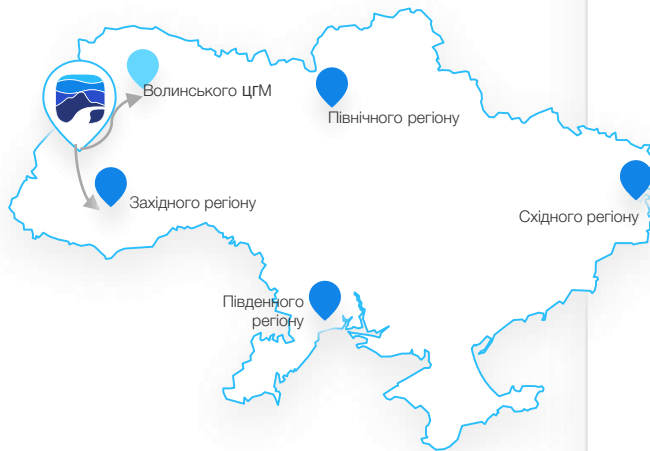 Волинського ЦГМ
Північного регіону
Західного регіону
Східного регіону
Південного
регіону